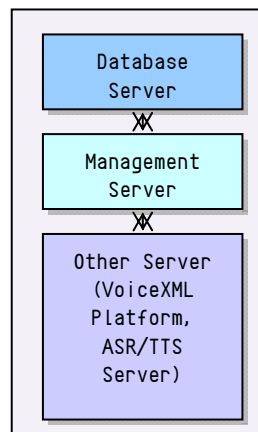 Database
Server
Management
Server
Other Server
(VoiceXML
Platform,
ASR/TTS
Server)